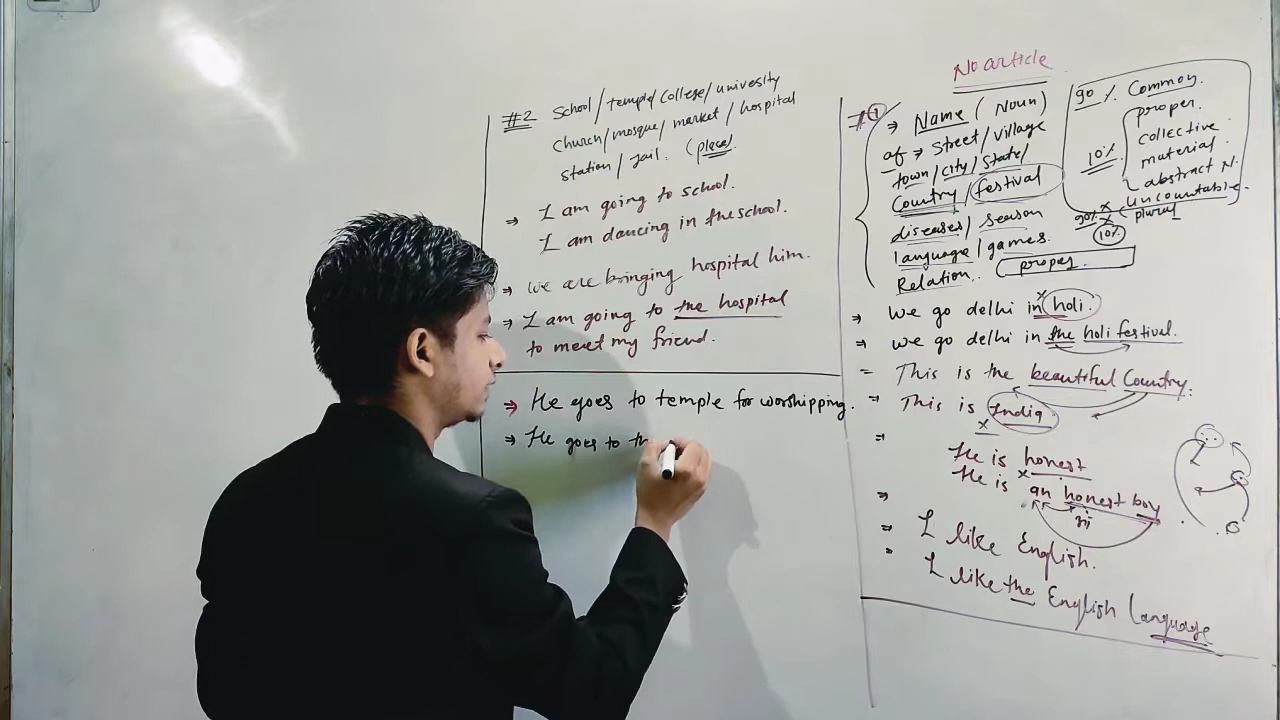 #2 School/temple/college/univesity
church/mosque/market/hospital
station/Jail. (place).
⇒ I am going to school.
I am dancing in the school.
⇒ we are bringing hospital him.
⇒ I am going to the hospital
to meet my friend.
⇒ He goes to temple for worshipping.
⇒ He goes to th
No article
#① ⇒ Name (Noun)
of ⇒ street/village
town/city/state/
Country/festival
diseases/season
language/games.
Relation.
90 % Common.
10% proper
collective
material
abstract N.
uncountable.
90% plural
10%
proper.
⇒ We go delhi in x holi.
⇒ we go delhi in the holi festival.
= This is the beautiful Country.
⇒ This is India.
x
= He is honest
⇒ He is x an honest boy
⇒ I like English.
⇒ I like the English Language